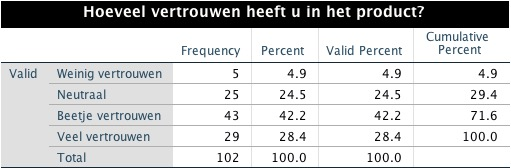 Hoeveel vertrouwen heeft u in het product?
Frequency Percent Valid Percent Cumulative Percent
Valid Weinig vertrouwen 5 4.9 4.9 4.9
Neutraal 25 24.5 24.5 29.4
Beetje vertrouwen 43 42.2 42.2 71.6
Veel vertrouwen 29 28.4 28.4 100.0
Total 102 100.0 100.0